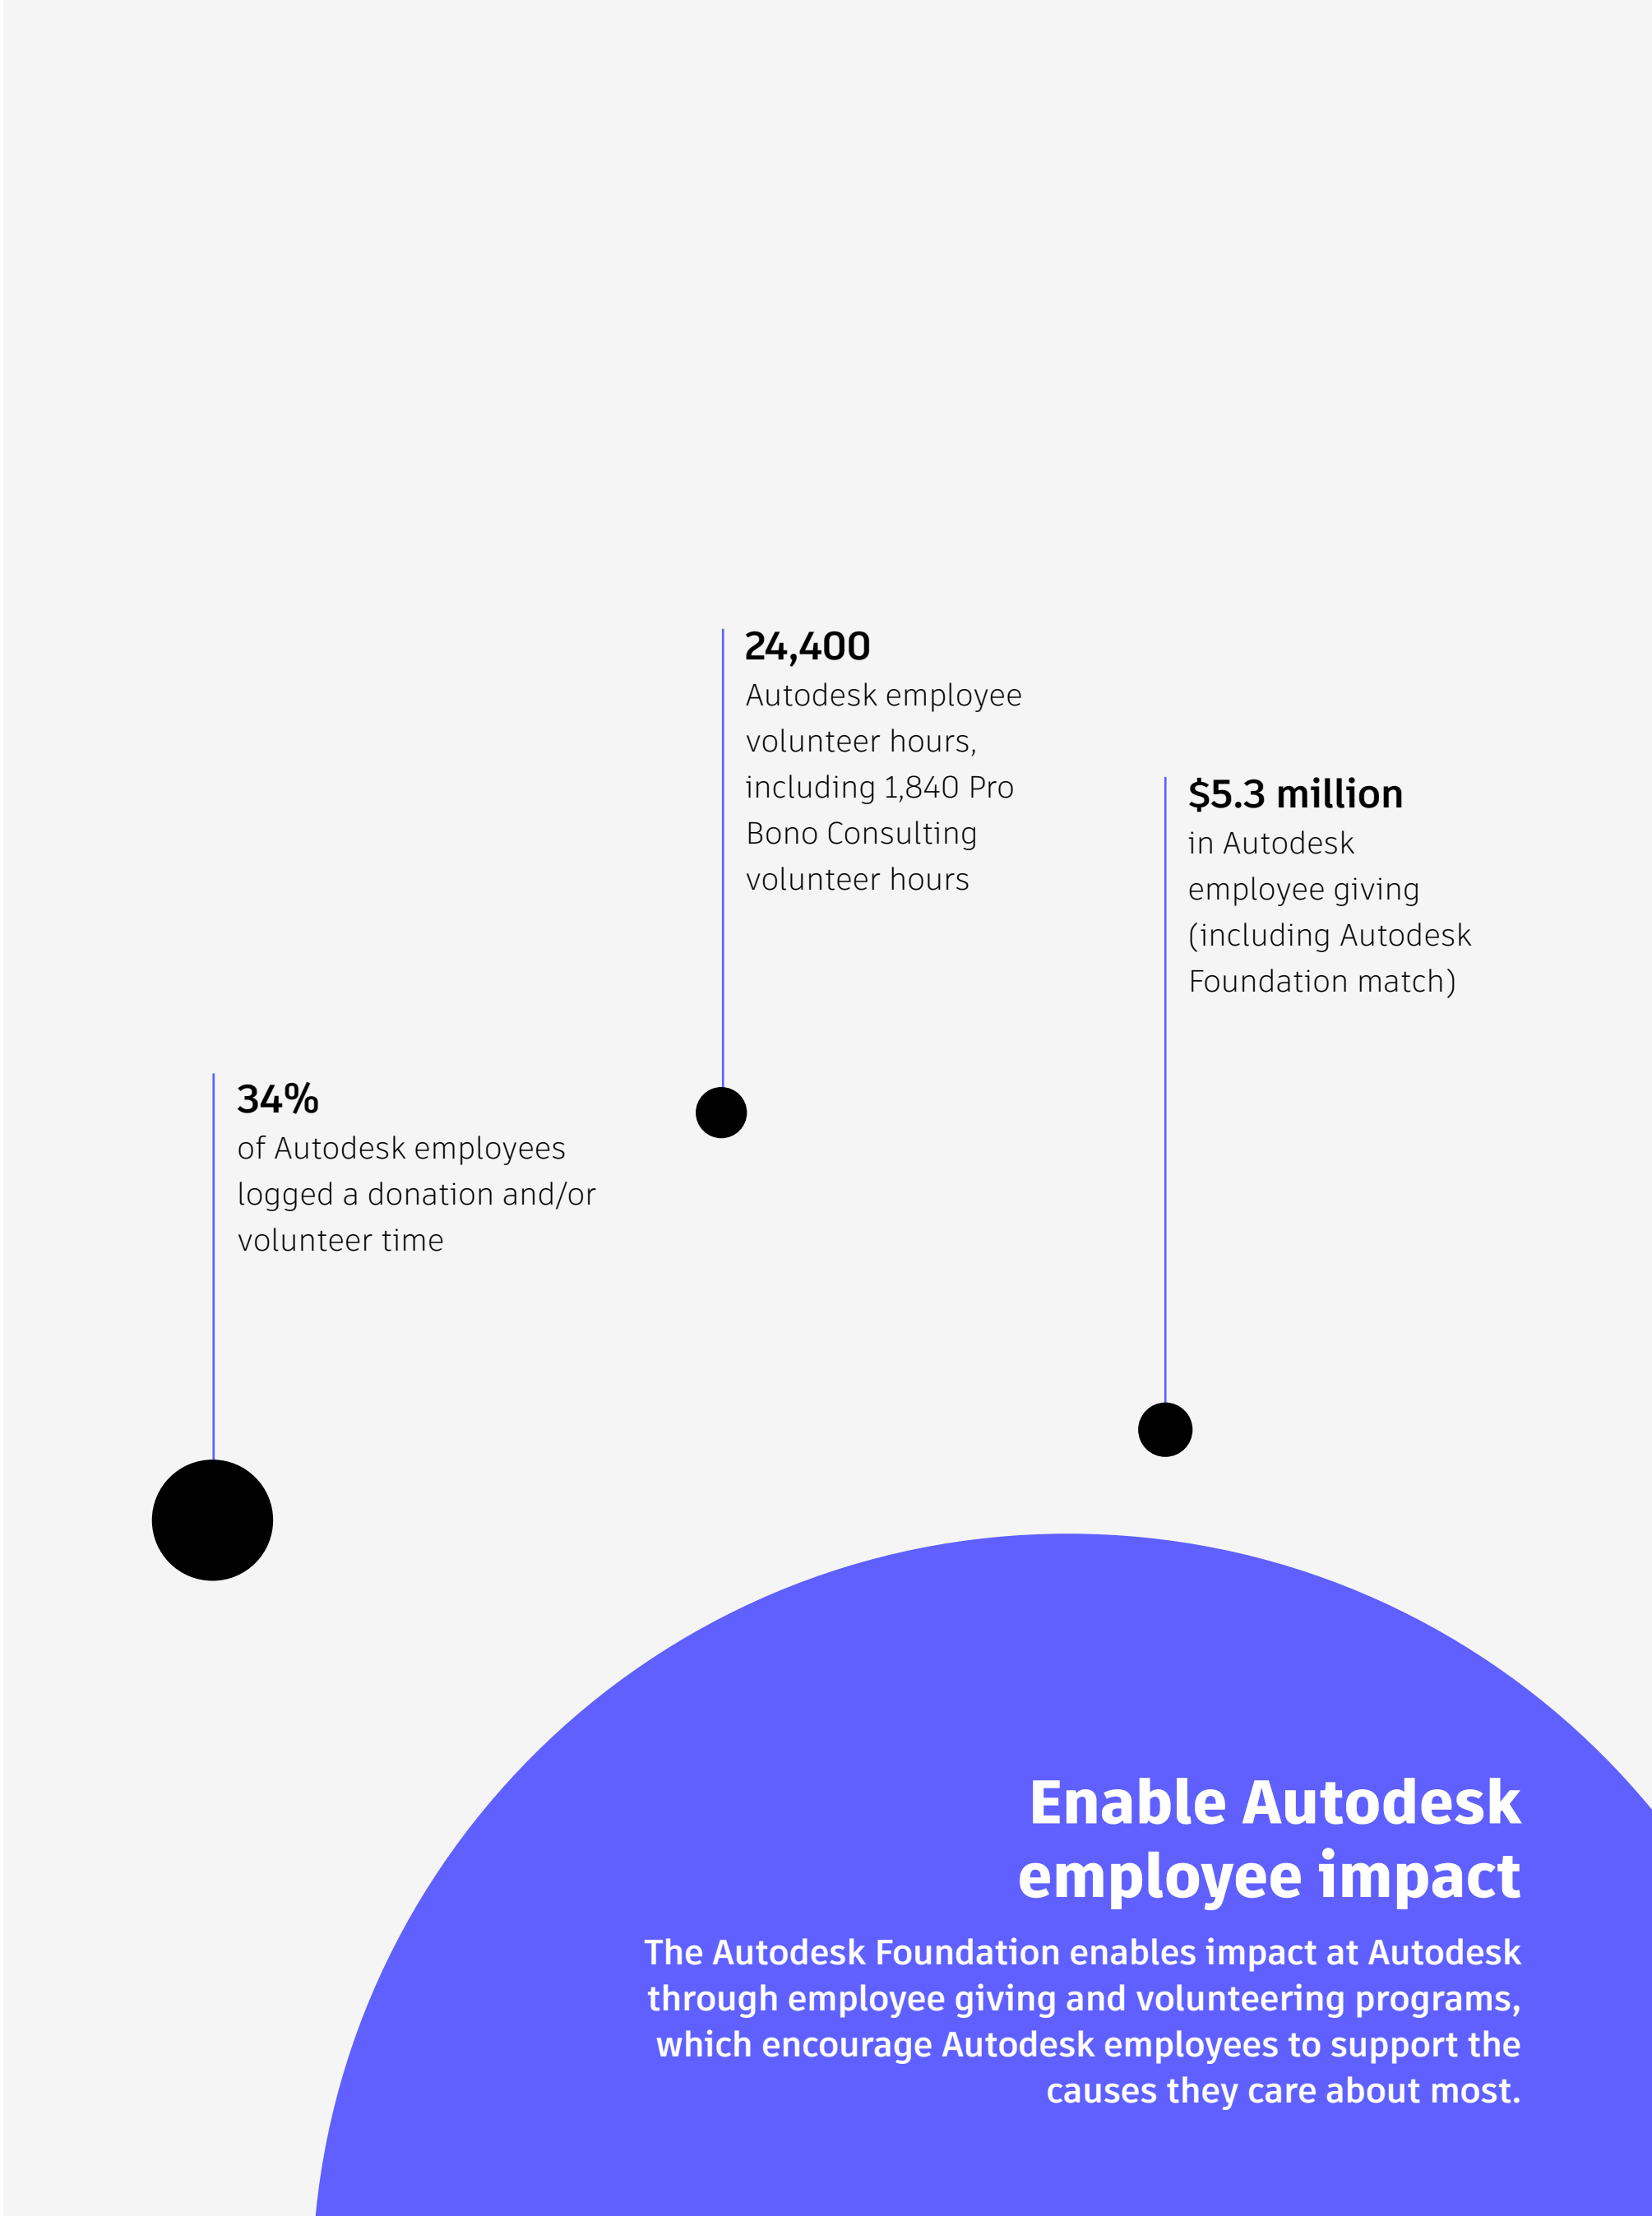 24,400
Autodesk employee
volunteer hours,
including 1,840 Pro
Bono Consulting
volunteer hours
$5.3 million
in Autodesk
employee giving
(including Autodesk
Foundation match)
34%
of Autodesk employees
logged a donation and/or
volunteer time
Enable Autodesk
employee impact
The Autodesk Foundation enables impact at Autodesk
through employee giving and volunteering programs,
which encourage Autodesk employees to support the
causes they care about most.